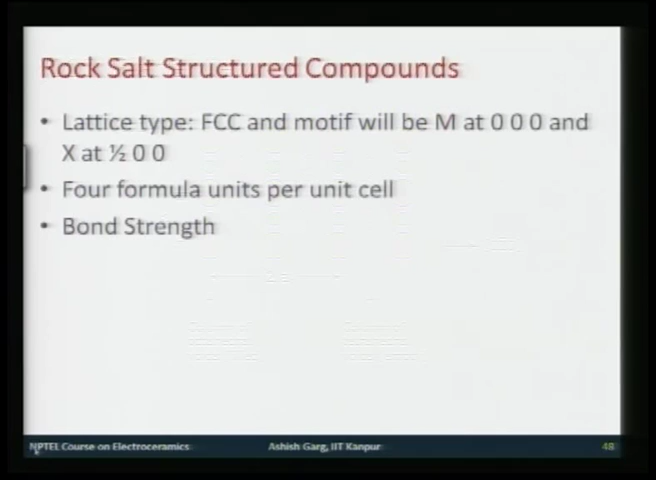 Rock Salt Structured Compounds
• Lattice type: FCC and motif will be M at 0 0 0 and
X at ½ 0 0
• Four formula units per unit cell
• Bond Strength
NPTEL Course on Electroceramics
Ashish Garg, IIT Kanpur
48